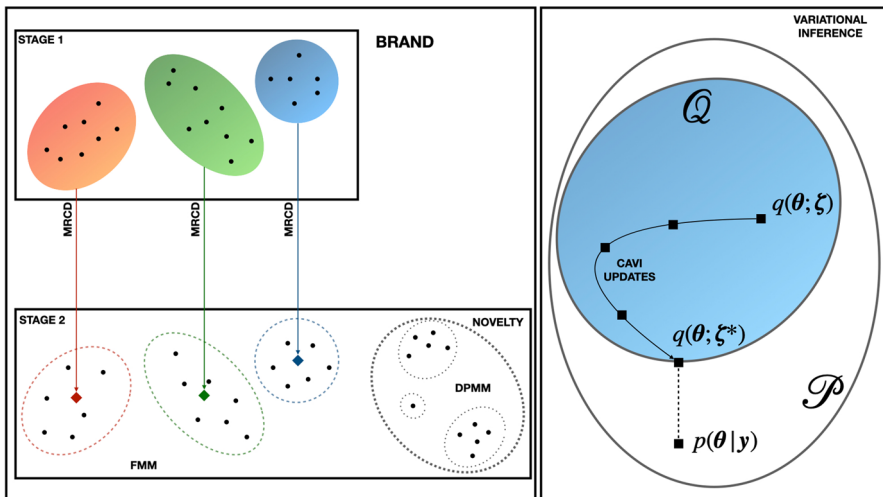 STAGE 1
BRAND
MRCD
MRCD
MRCD
STAGE 2
NOVELTY
DPMM
FMM
VARIATIONAL
INFERENCE
𝒬
q(θ; ζ)
CAVI
UPDATES
q(θ; ζ*)
𝒫
p(θ | y)